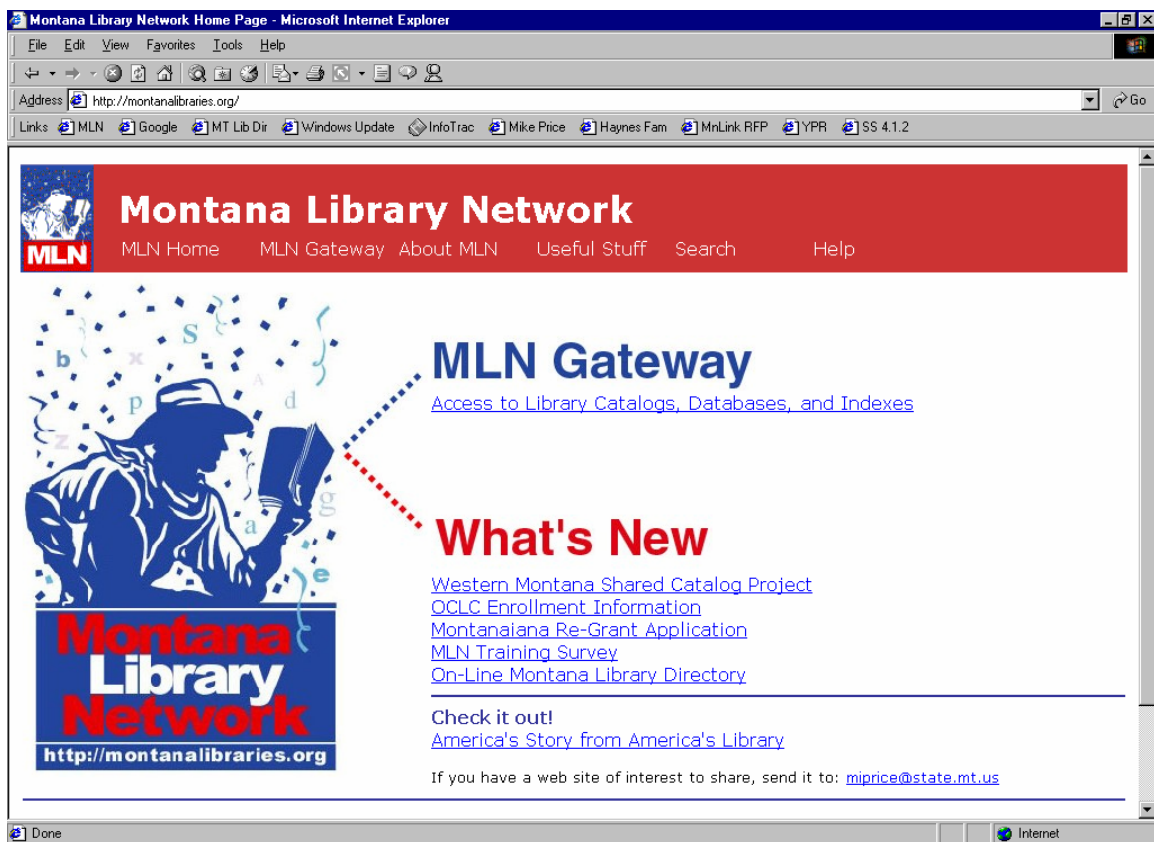 Montana Library Network Home Page - Microsoft Internet Explorer
File Edit View Favorites Tools Help
Address http://montanalibraries.org/ Go
Links MLN Google MT Lib Dir Windows Update InfoTrac Mike Price Haynes Fam MnLink RFP YPR SS 4.1.2
MLN
Montana Library Network
MLN Home MLN Gateway About MLN Useful Stuff Search Help
b x S p A d z a g e
MLN Gateway
Access to Library Catalogs, Databases, and Indexes
What's New
Western Montana Shared Catalog Project
OCLC Enrollment Information
Montanaiana Re-Grant Application
MLN Training Survey
On-Line Montana Library Directory
Montana
Library
Network
http://montanalibraries.org
Check it out!
America's Story from America's Library
If you have a web site of interest to share, send it to: miprice@state.mt.us
Done Internet